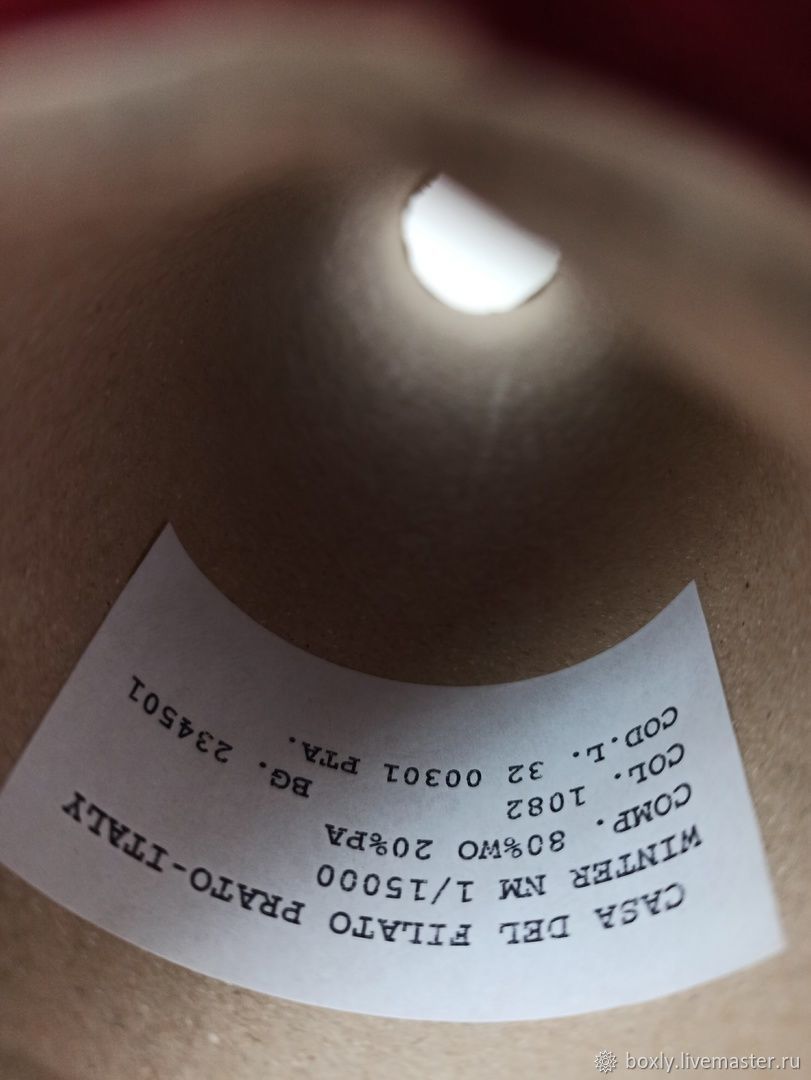 CASA DEL FILATO PRATO-ITALY
WINTER NM 1/15000
COMP. 80%WO 20%PA
COL. 1082 BG. 234501
COD.L. 32 00301 PTA.
boxly.livemaster.ru